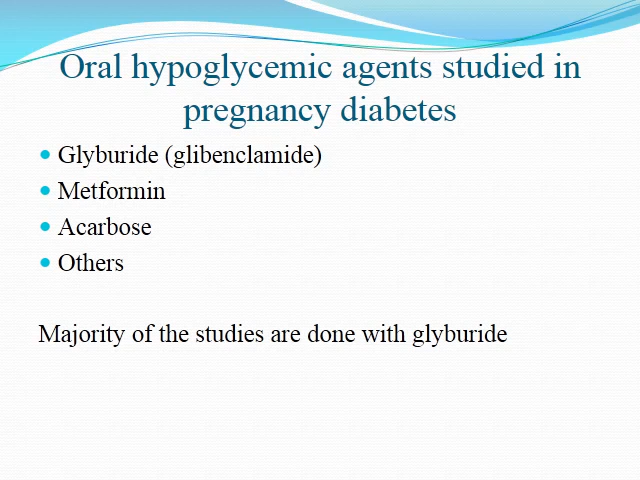 Oral hypoglycemic agents studied in
pregnancy diabetes
• Glyburide (glibenclamide)
• Metformin
• Acarbose
• Others
Majority of the studies are done with glyburide